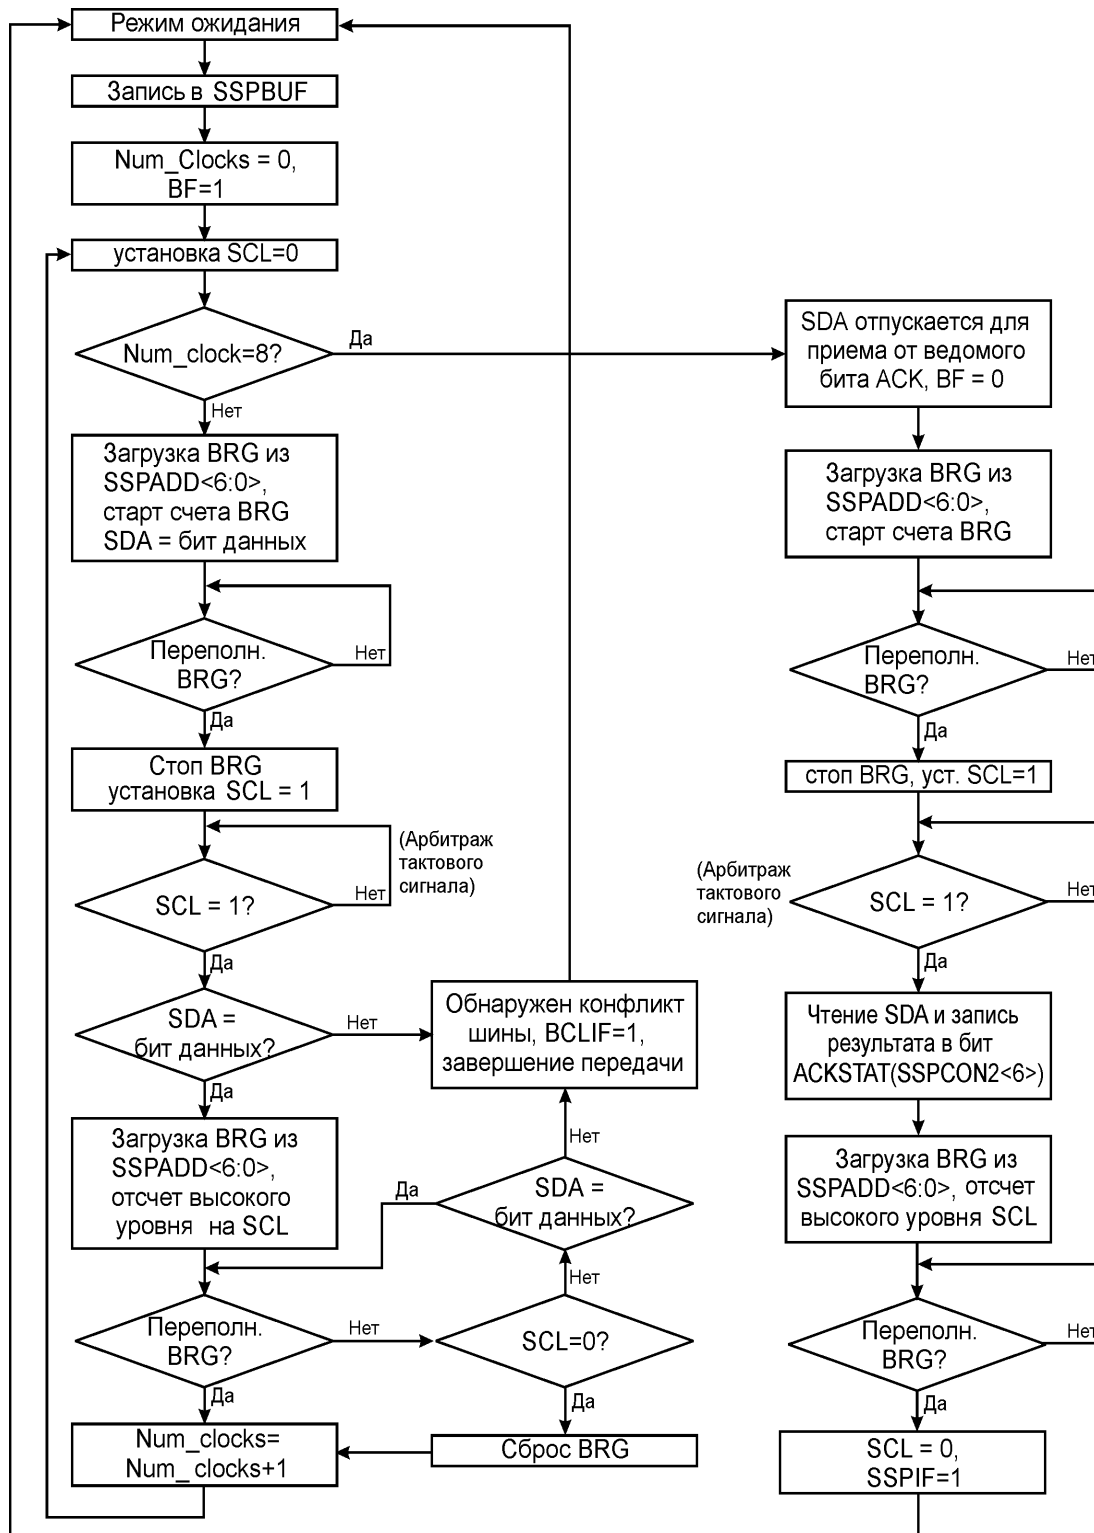 Режим ожидания
Запись в SSPBUF
Num_Clocks = 0,
BF=1
установка SCL=0
Num_clock=8?
Да
Нет
Загрузка BRG из
SSPADD<6:0>,
старт счета BRG
SDA = бит данных
Переполн.
BRG?
Нет
Да
Стоп BRG
установка SCL = 1
(Арбитраж
тактового
сигнала)
SCL = 1?
Нет
Да
SDA =
бит данных?
Нет
Да
Обнаружен конфликт
шины, BCLIF=1,
завершение передачи
Загрузка BRG из
SSPADD<6:0>,
отсчет высокого
уровня на SCL
Нет
Да
SDA =
бит данных?
Нет
Переполн.
BRG?
Нет
SCL=0?
Да
Да
Num_clocks=
Num_ clocks+1
Сброс BRG
SDA отпускается для
приема от ведомого
бита ACK, BF = 0
Загрузка BRG из
SSPADD<6:0>,
старт счета BRG
Переполн.
BRG?
Нет
Да
стоп BRG, уст. SCL=1
(Арбитраж
тактового
сигнала)
SCL = 1?
Нет
Да
Чтение SDA и запись
результата в бит
ACKSTAT(SSPCON2<6>)
Загрузка BRG из
SSPADD<6:0>, отсчет
высокого уровня SCL
Переполн.
BRG?
Нет
Да
SCL = 0,
SSPIF=1